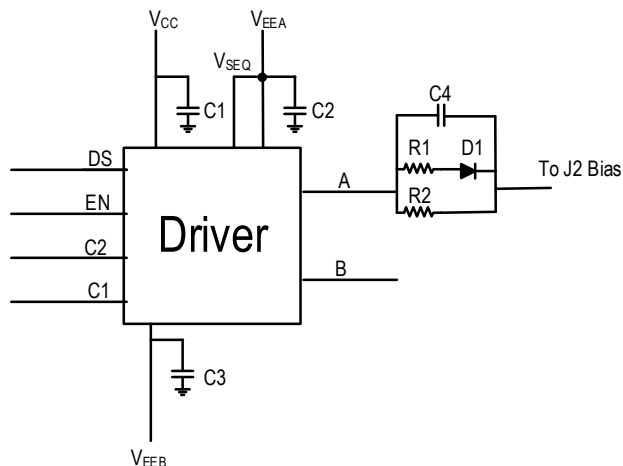 VCC
VEEA
VSEQ
C1
C2
C4
R1
D1
R2
To J2 Bias
DS
EN
C2
C1
Driver
A
B
C3
VEEB